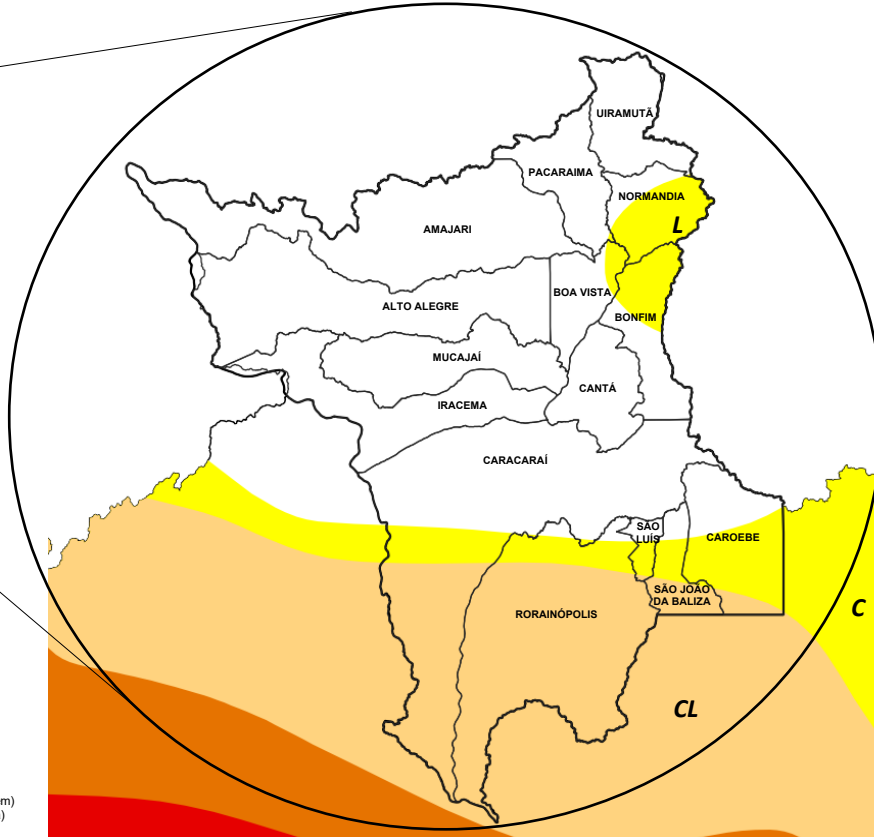 UIRAMUTÃ
PACARAIMA
NORMANDIA
L
AMAJARI
BOA VISTA
ALTO ALEGRE
BONFIM
MUCAJAÍ
CANTÁ
IRACEMA
CARACARAÍ
SÃO
LUÍS
CAROEBE
SÃO JOÃO
DA BALIZA
C
RORAINÓPOLIS
CL